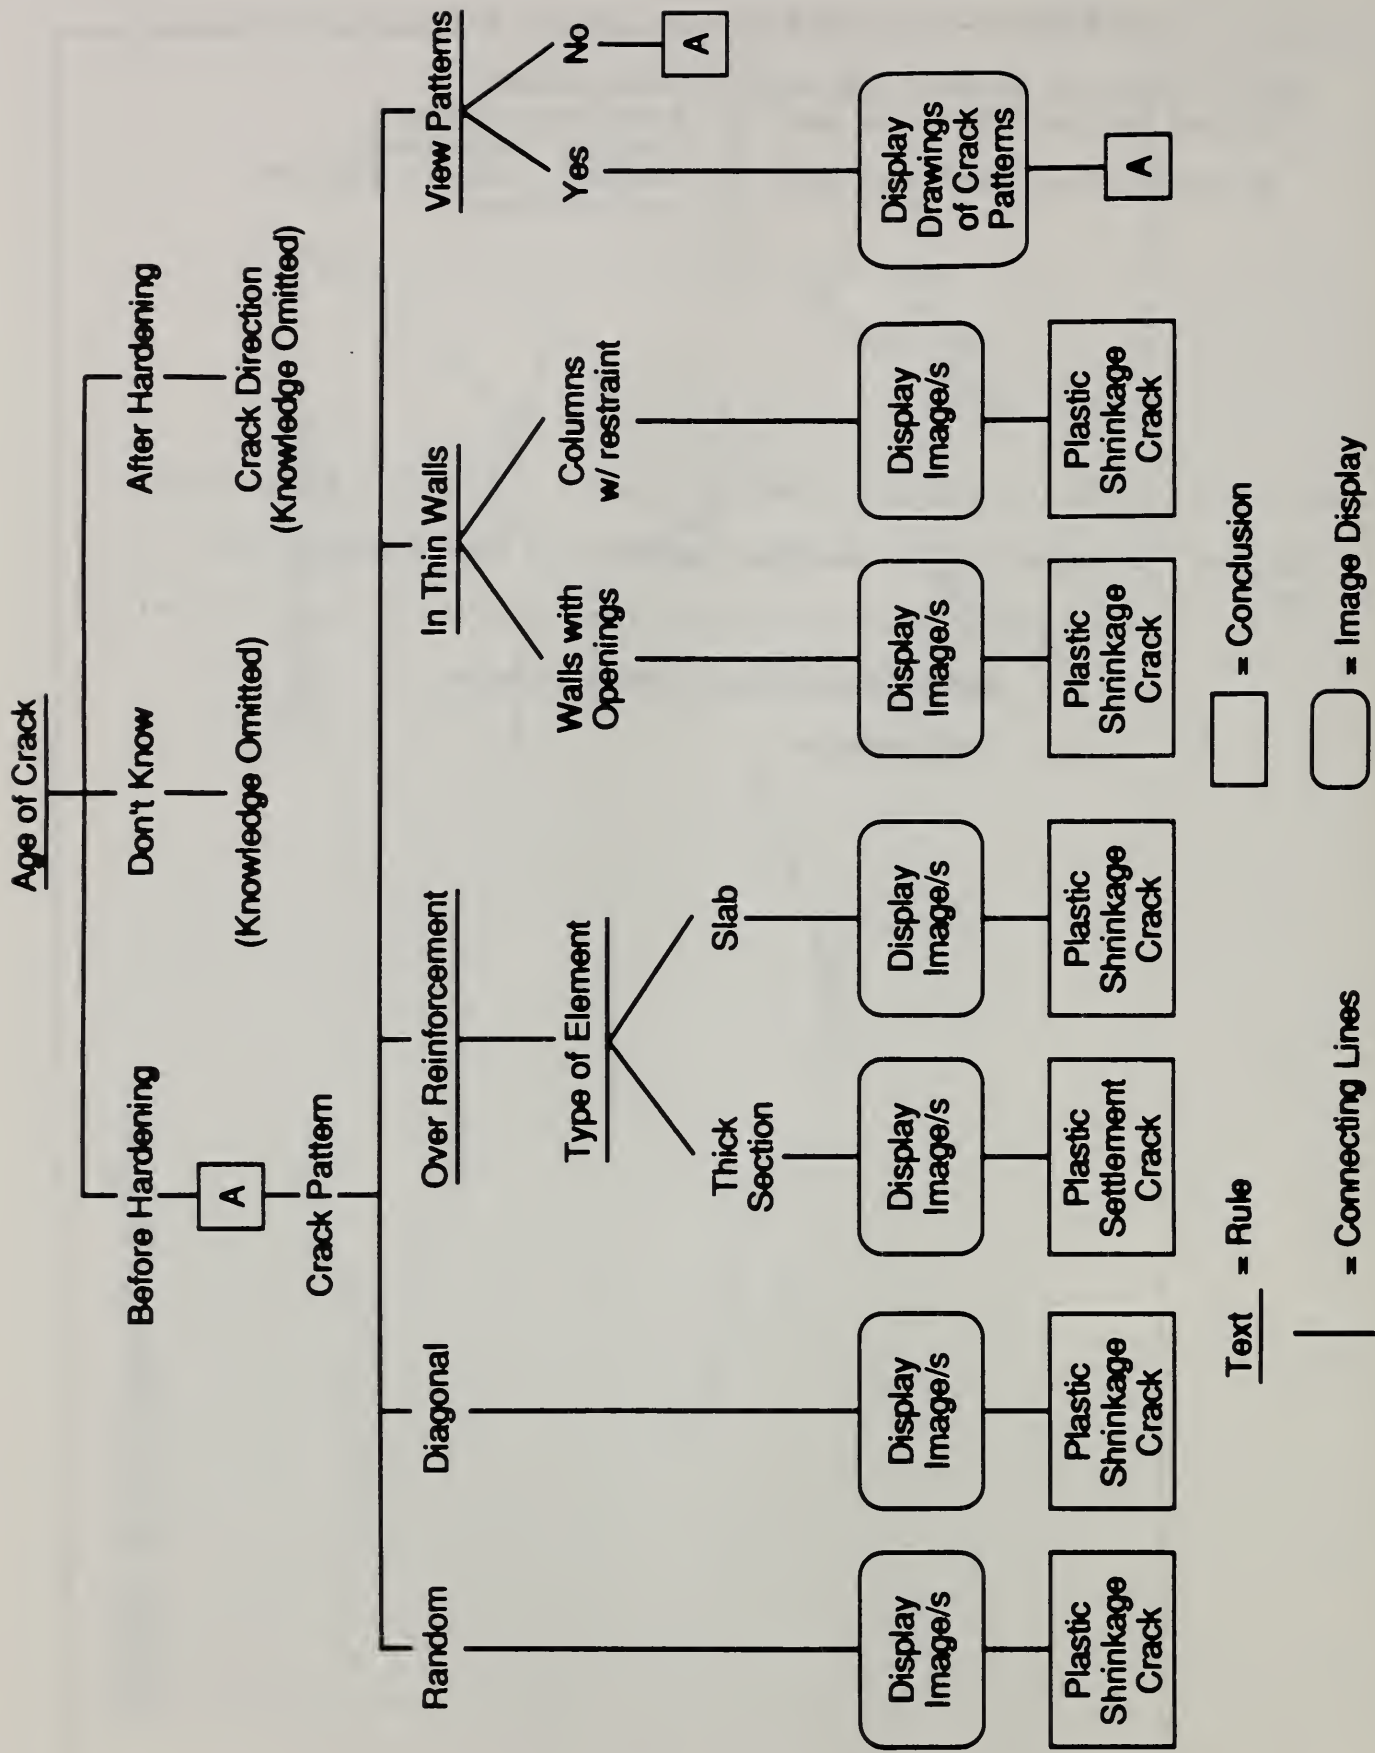 Age of Crack
Before Hardening
Don't Know
After Hardening
A
(Knowledge Omitted)
Crack Direction
(Knowledge Omitted)
Crack Pattern
Random
Diagonal
Over Reinforcement
In Thin Walls
View Patterns
Type of Element
Walls with
Openings
Columns
w/ restraint
Yes
No
A
Thick
Section
Slab
Display
Image/s
Display
Image/s
Display
Image/s
Display
Image/s
Display
Image/s
Display
Image/s
Display
Drawings
of Crack
Patterns
Plastic
Shrinkage
Crack
Plastic
Shrinkage
Crack
Plastic
Settlement
Crack
Plastic
Shrinkage
Crack
Plastic
Shrinkage
Crack
Plastic
Shrinkage
Crack
A
Text = Rule
= Conclusion
= Connecting Lines
= Image Display